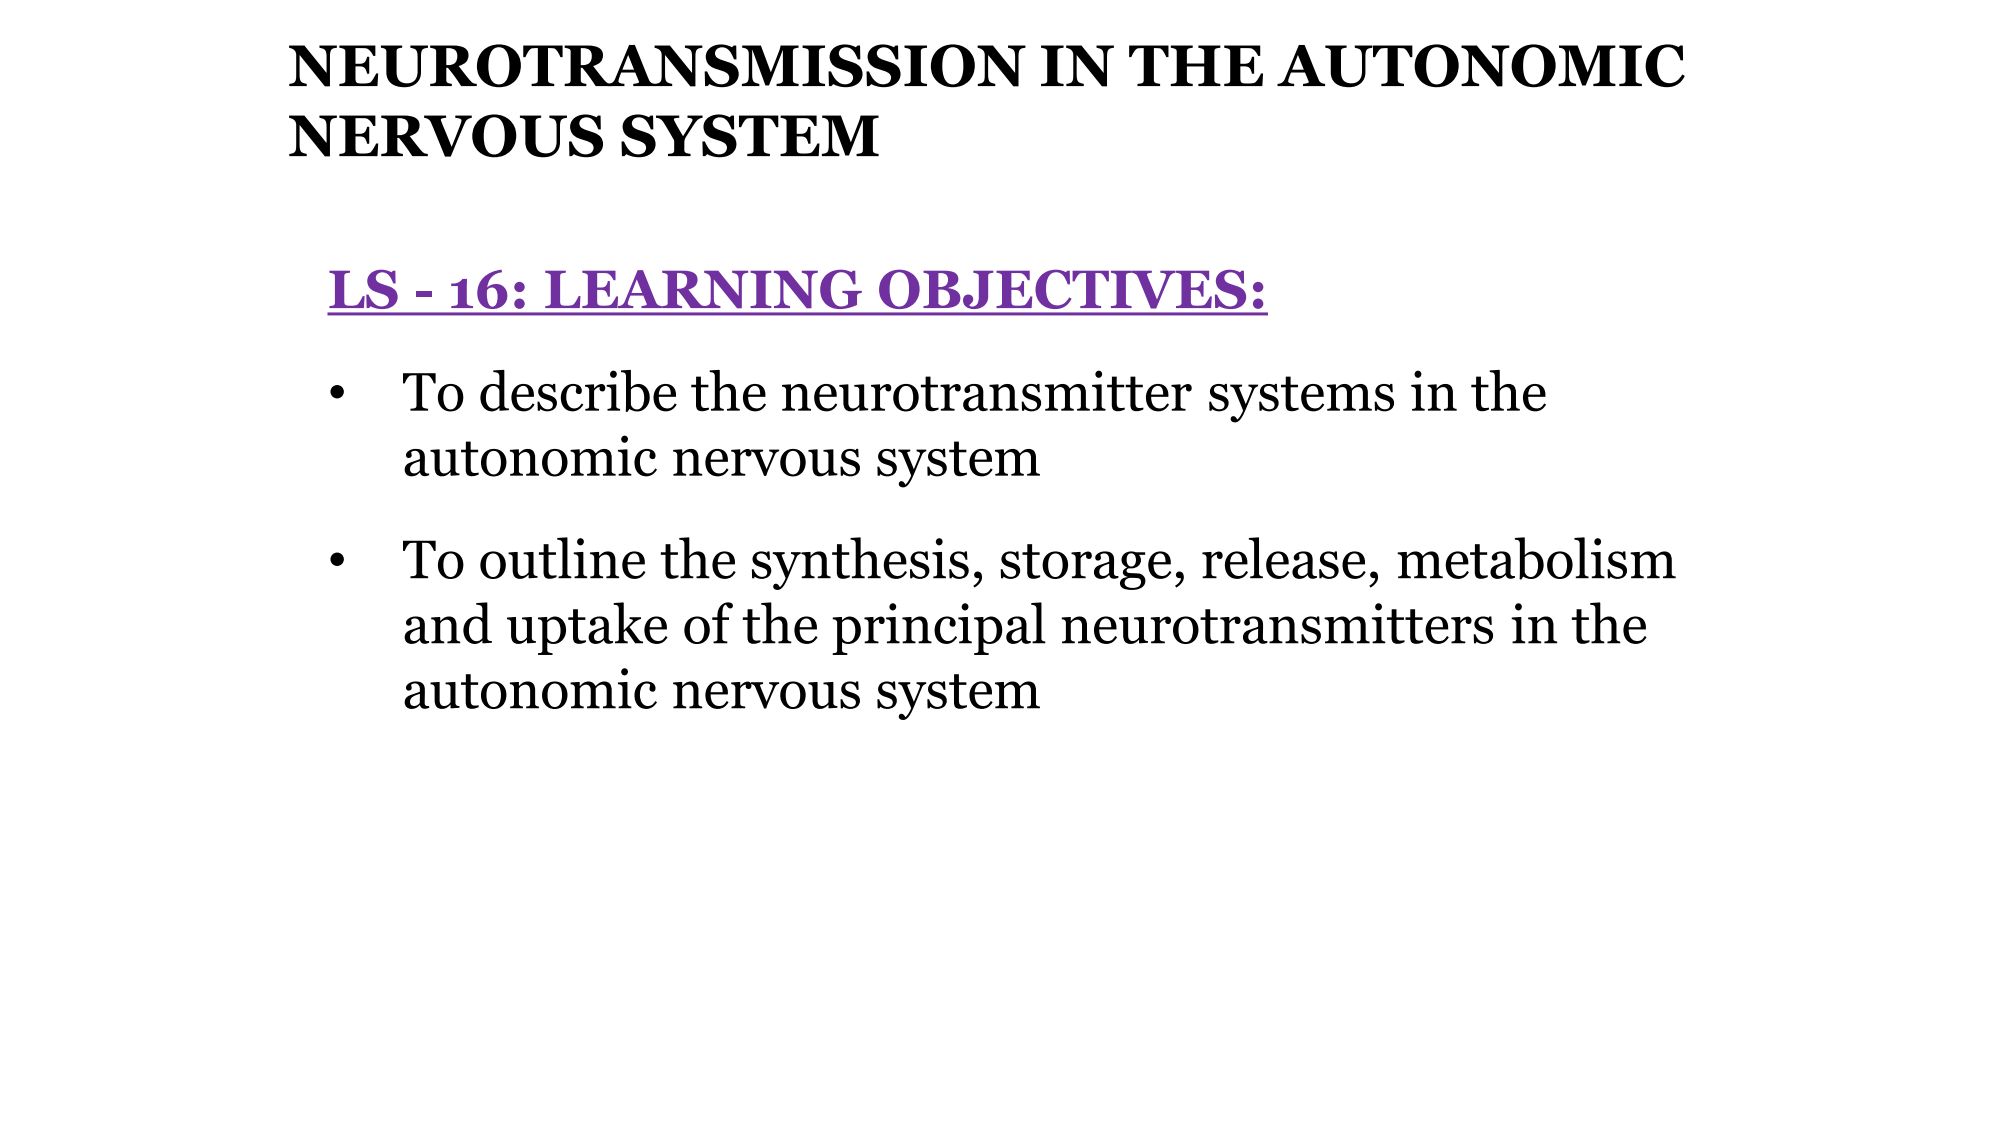 NEUROTRANSMISSION IN THE AUTONOMIC
NERVOUS SYSTEM
LS - 16: LEARNING OBJECTIVES:
• To describe the neurotransmitter systems in the
autonomic nervous system
• To outline the synthesis, storage, release, metabolism
and uptake of the principal neurotransmitters in the
autonomic nervous system